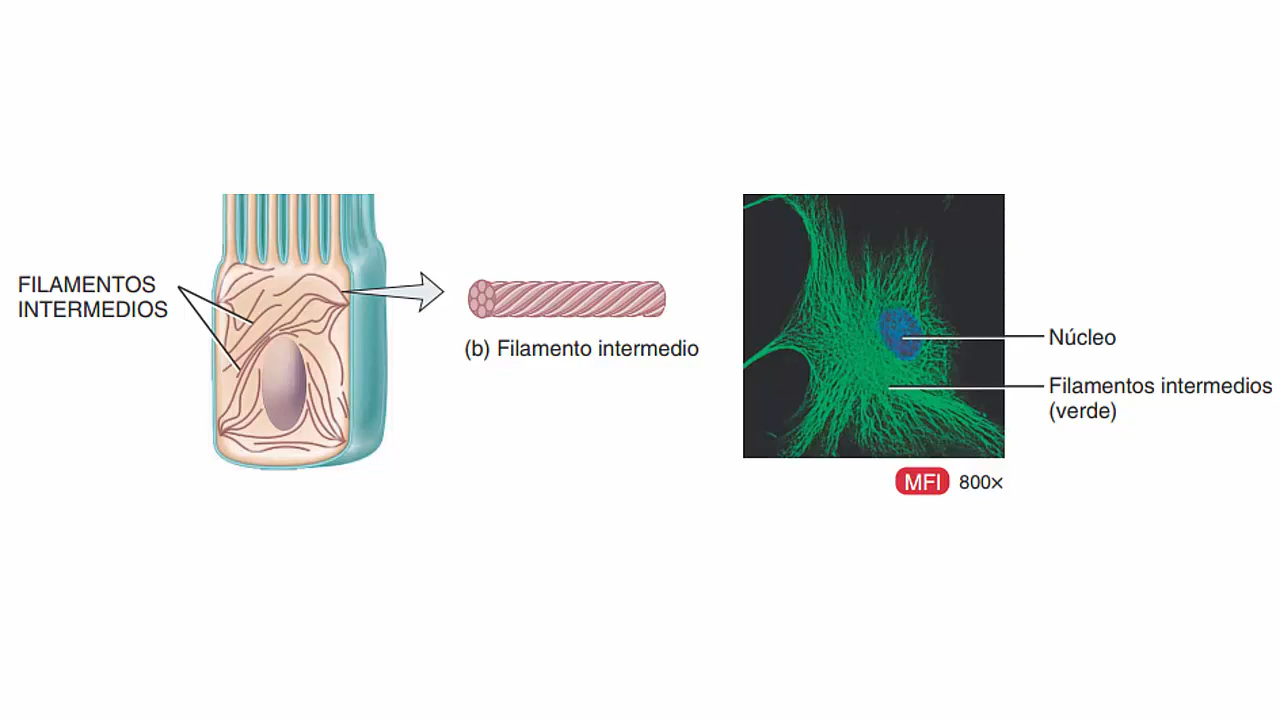 FILAMENTOS
INTERMEDIOS
(b) Filamento intermedio
Núcleo
Filamentos intermedios
(verde)
MFI 800×